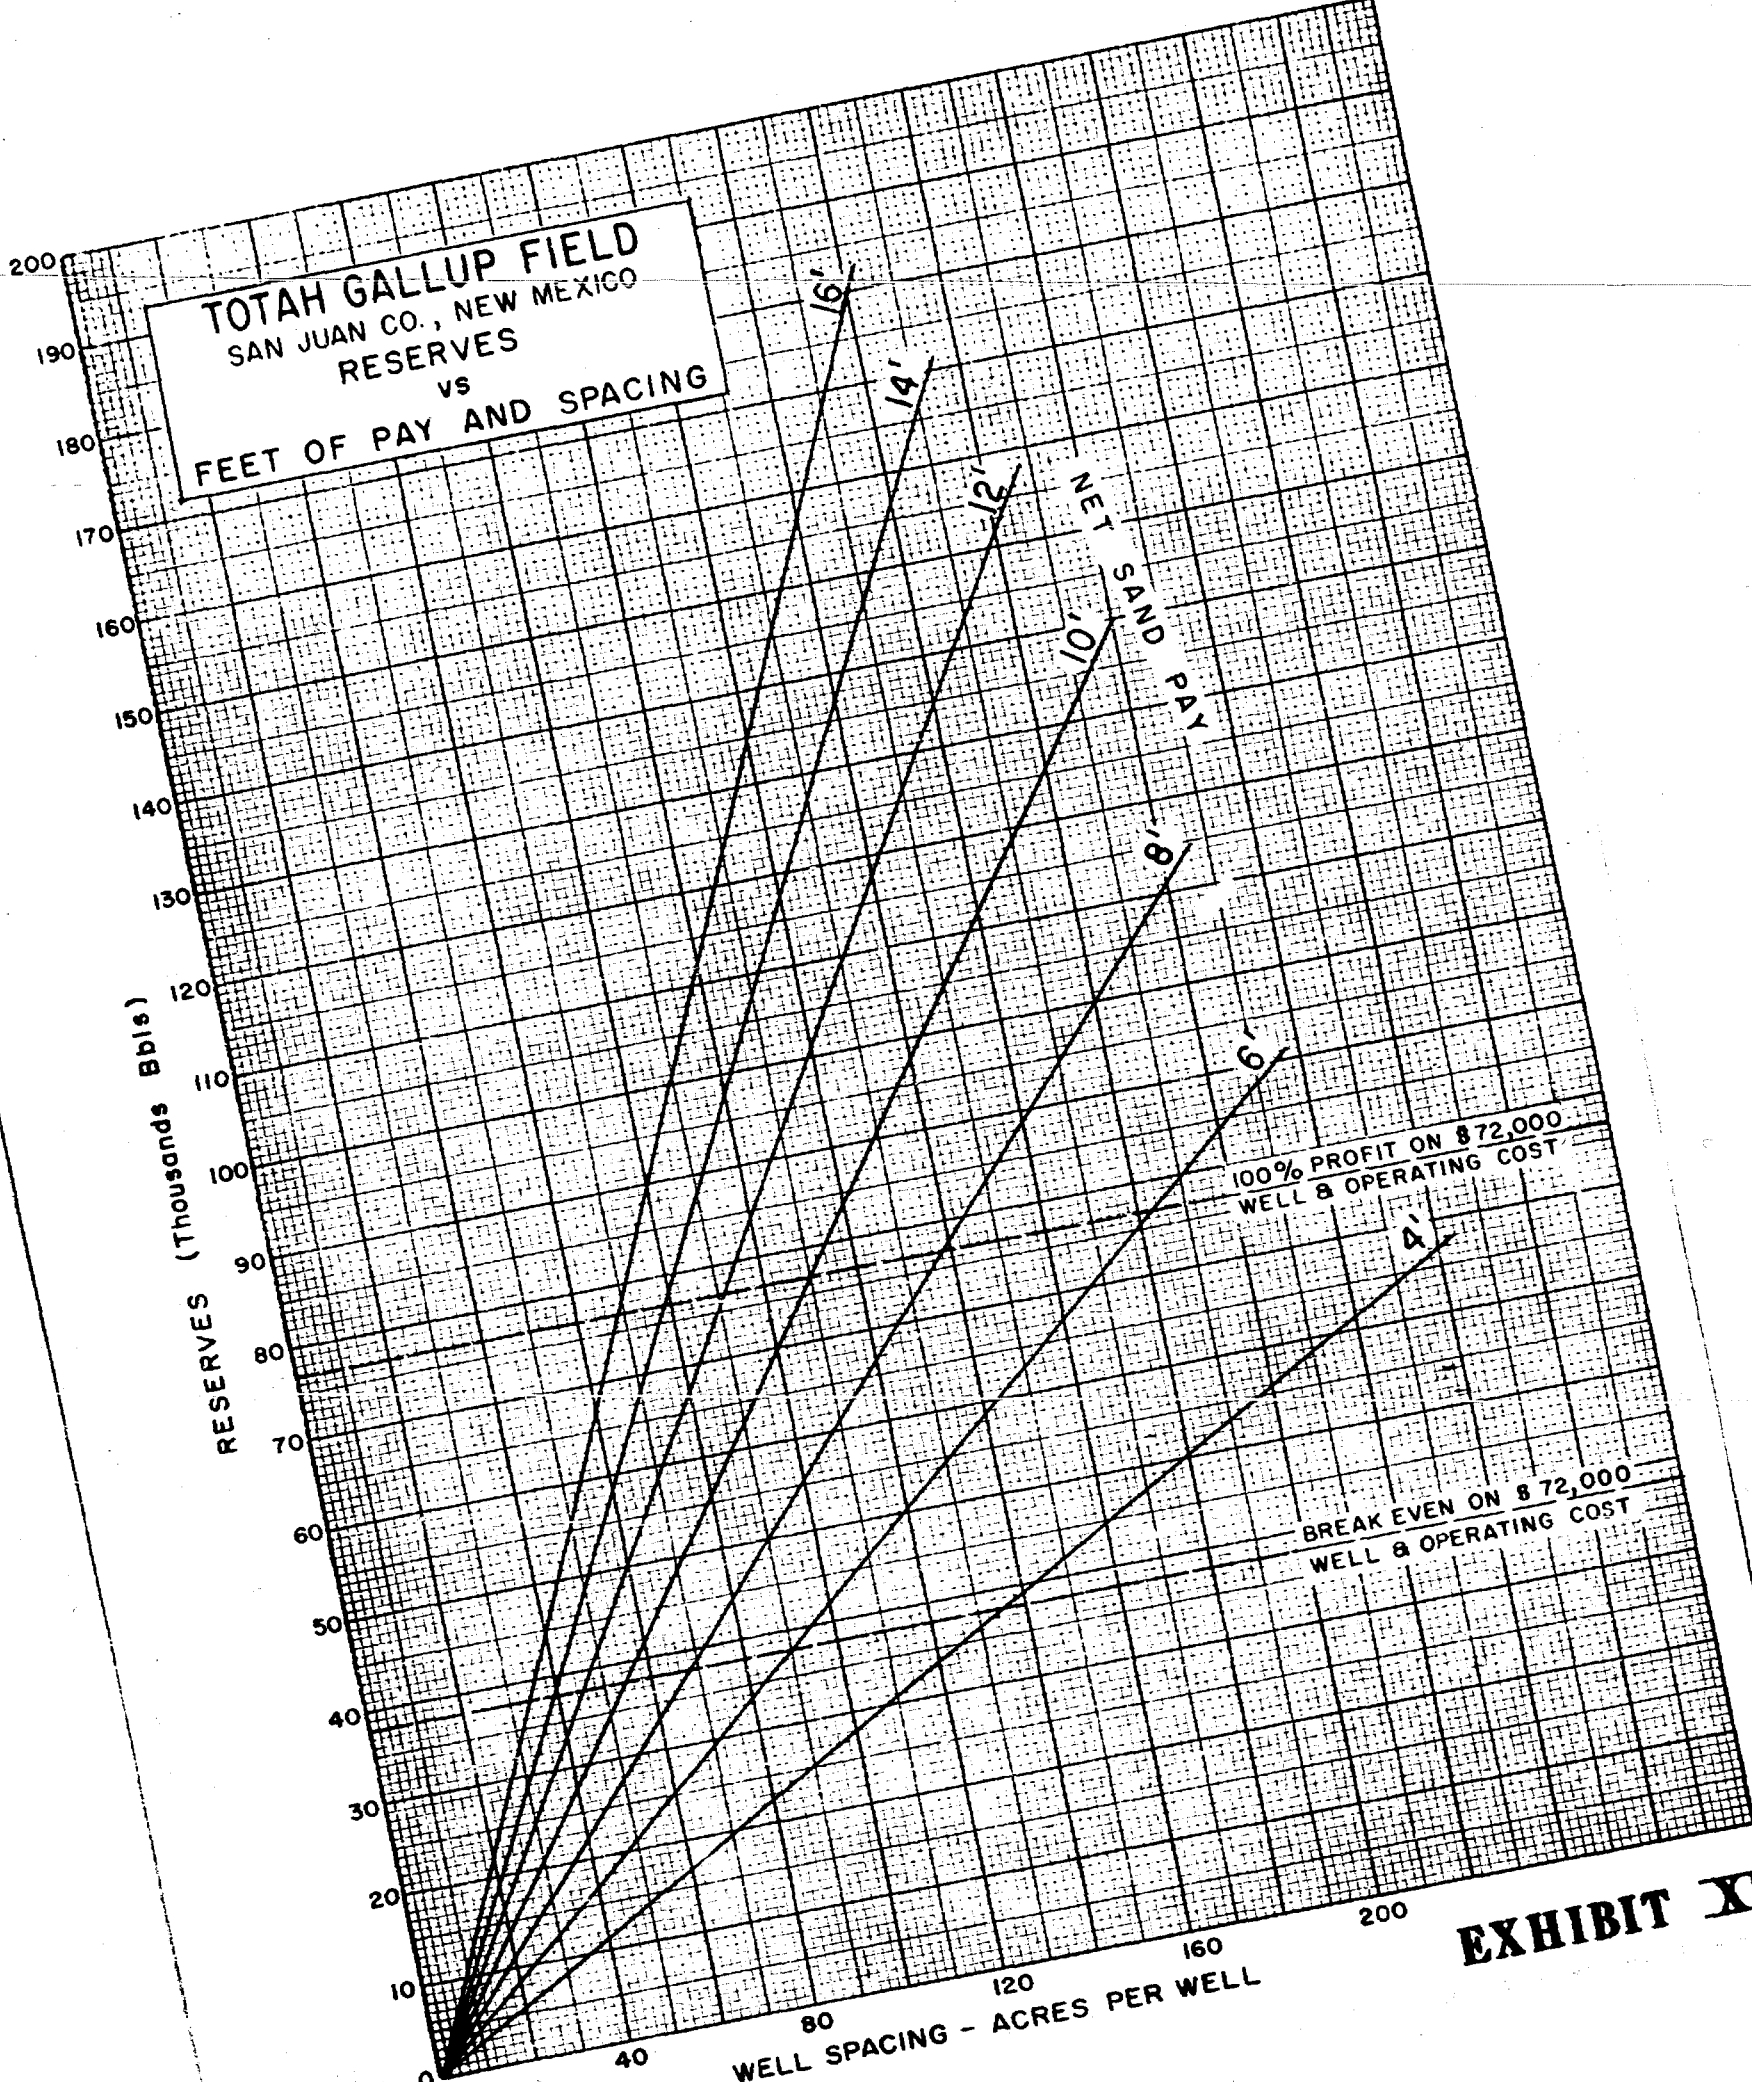 TOTAH GALLUP FIELD
SAN JUAN CO., NEW MEXICO
RESERVES
vs
FEET OF PAY AND SPACING
200
190
180
170
160
150
140
130
120
110
100
90
80
70
60
50
40
30
20
10
0
RESERVES (Thousands Bbls)
16'
14'
12'
10'
8'
6'
4'
NET SAND PAY
100% PROFIT ON $72,000
WELL & OPERATING COST
BREAK EVEN ON $72,000
WELL & OPERATING COST
40
80
120
160
200
WELL SPACING - ACRES PER WELL
EXHIBIT